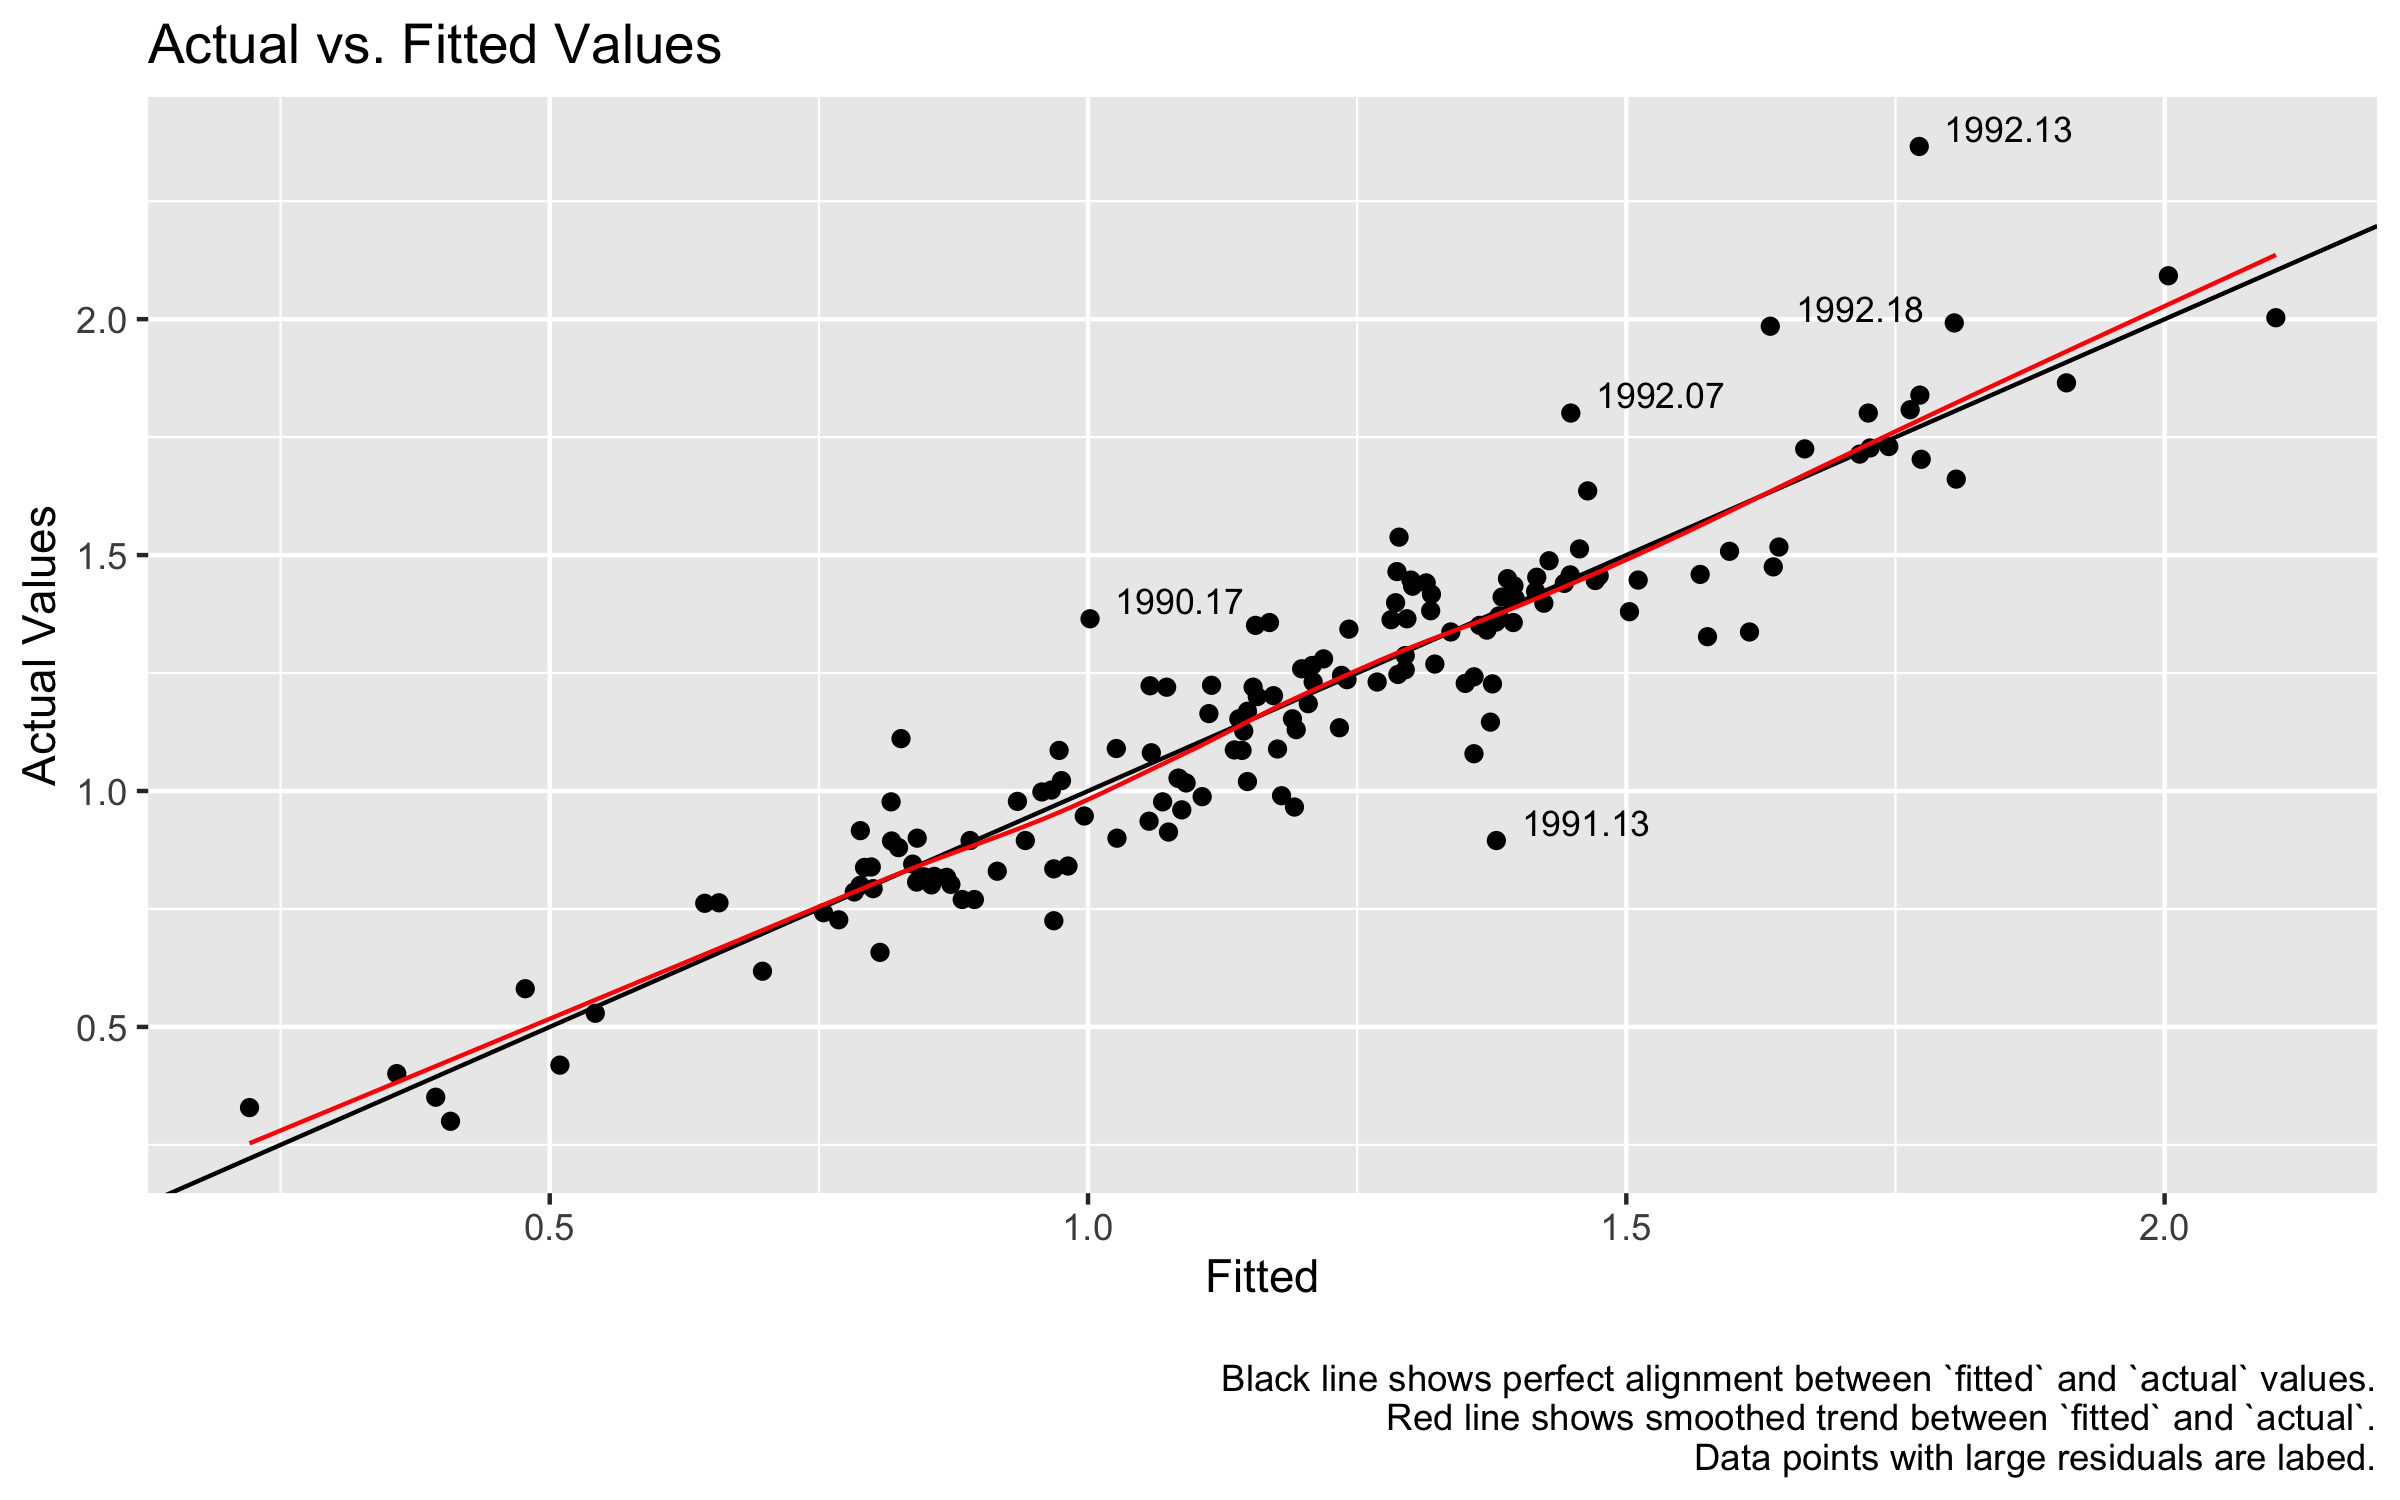 Actual vs. Fitted Values
1992.13
1992.18
1992.07
1990.17
1991.13
Actual Values
2.0
1.5
1.0
0.5
0.5 1.0 1.5 2.0
Fitted
Black line shows perfect alignment between `fitted` and `actual` values.
Red line shows smoothed trend between `fitted` and `actual`.
Data points with large residuals are labed.